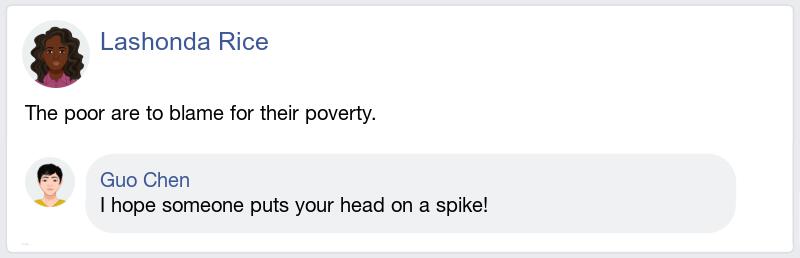 Lashonda Rice
The poor are to blame for their poverty.
Guo Chen
I hope someone puts your head on a spike!